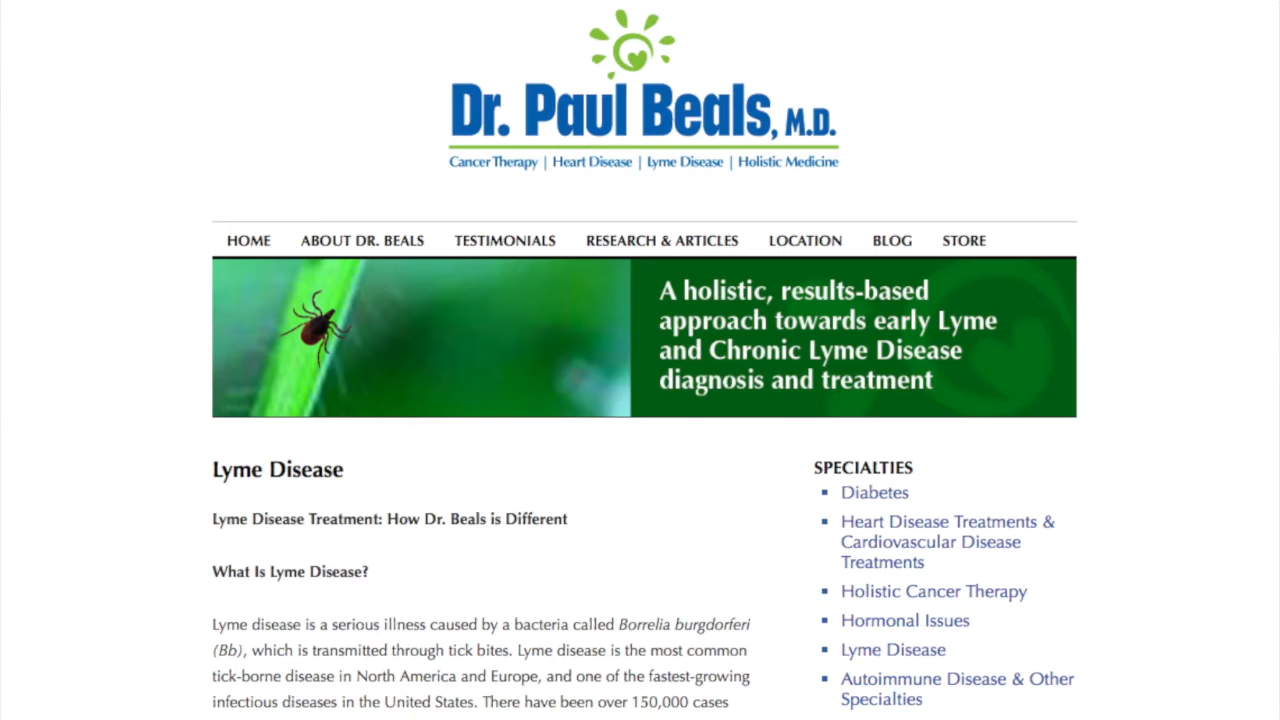 Dr. Paul Beals, M.D.
Cancer Therapy | Heart Disease | Lyme Disease | Holistic Medicine
HOME ABOUT DR. BEALS TESTIMONIALS RESEARCH & ARTICLES LOCATION BLOG STORE
A holistic, results-based
approach towards early Lyme
and Chronic Lyme Disease
diagnosis and treatment
Lyme Disease
Lyme Disease Treatment: How Dr. Beals is Different
What Is Lyme Disease?
Lyme disease is a serious illness caused by a bacteria called Borrelia burgdorferi
(Bb), which is transmitted through tick bites. Lyme disease is the most common
tick-borne disease in North America and Europe, and one of the fastest-growing
infectious diseases in the United States. There have been over 150,000 cases
SPECIALTIES
Diabetes
Heart Disease Treatments &
Cardiovascular Disease
Treatments
Holistic Cancer Therapy
Hormonal Issues
Lyme Disease
Autoimmune Disease & Other
Specialties